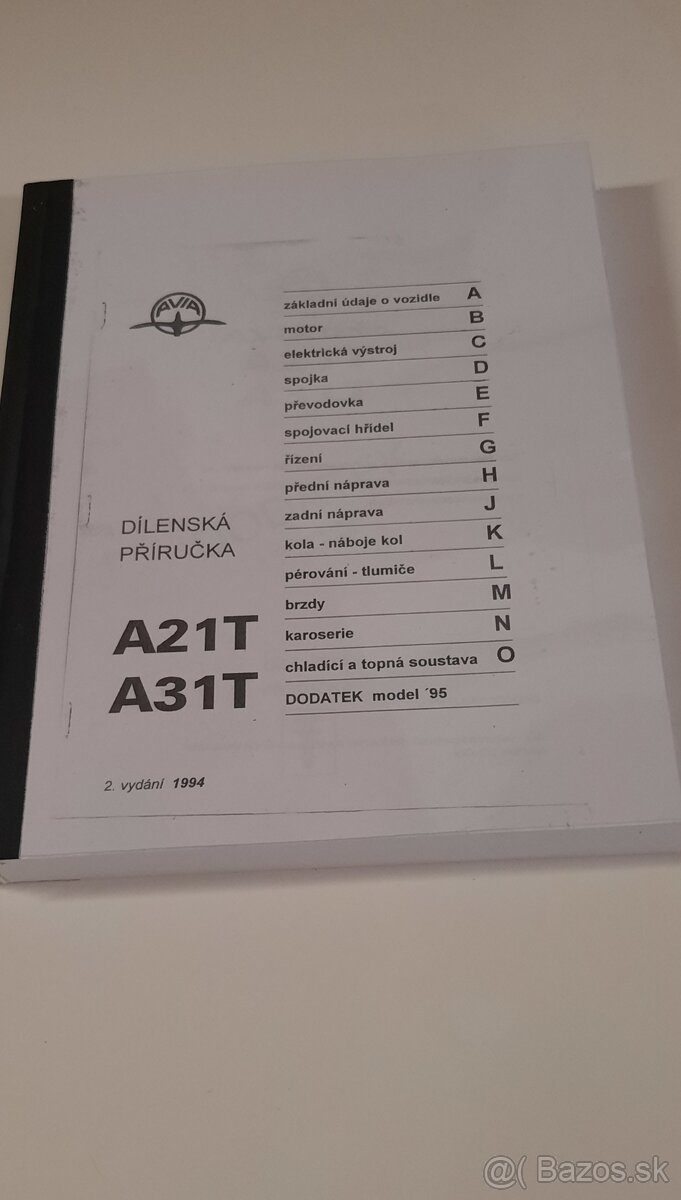 AVIA
základní údaje o vozidle A
motor B
elektrická výstroj C
spojka D
převodovka E
spojovací hřídel F
řízení G
přední náprava H
zadní náprava J
kola - náboje kol K
pérování - tlumiče L
brzdy M
karoserie N
chladící a topná soustava O
DODATEK model ´95
DÍLENSKÁ
PŘÍRUČKA
A21T
A31T
2. vydání 1994
@( Bazos.sk